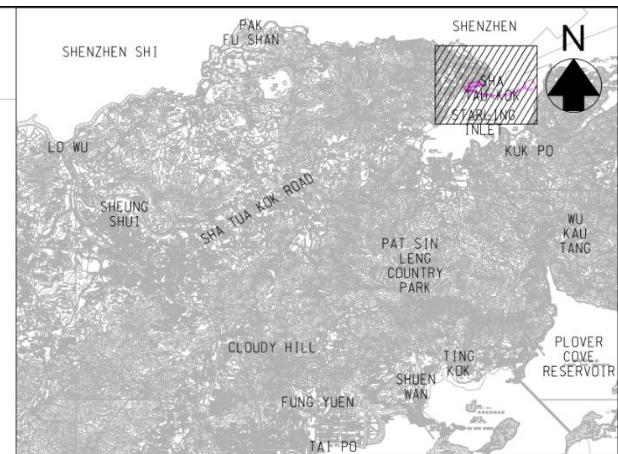 PAK
FU SHAN
SHENZHEN
SHENZHEN SHI
N
SHA
TAU KOK
STARLING
INLET
LO WU
KUK PO
SHEUNG
SHUI
SHA TUA KOK ROAD
WU
KAU
TANG
PAT SIN
LENG
COUNTRY
PARK
CLOUDY HILL
PLOVER
COVE
RESERVOIR
TING
KOK
SHUEN
WAN
FUNG YUEN
TAI PO